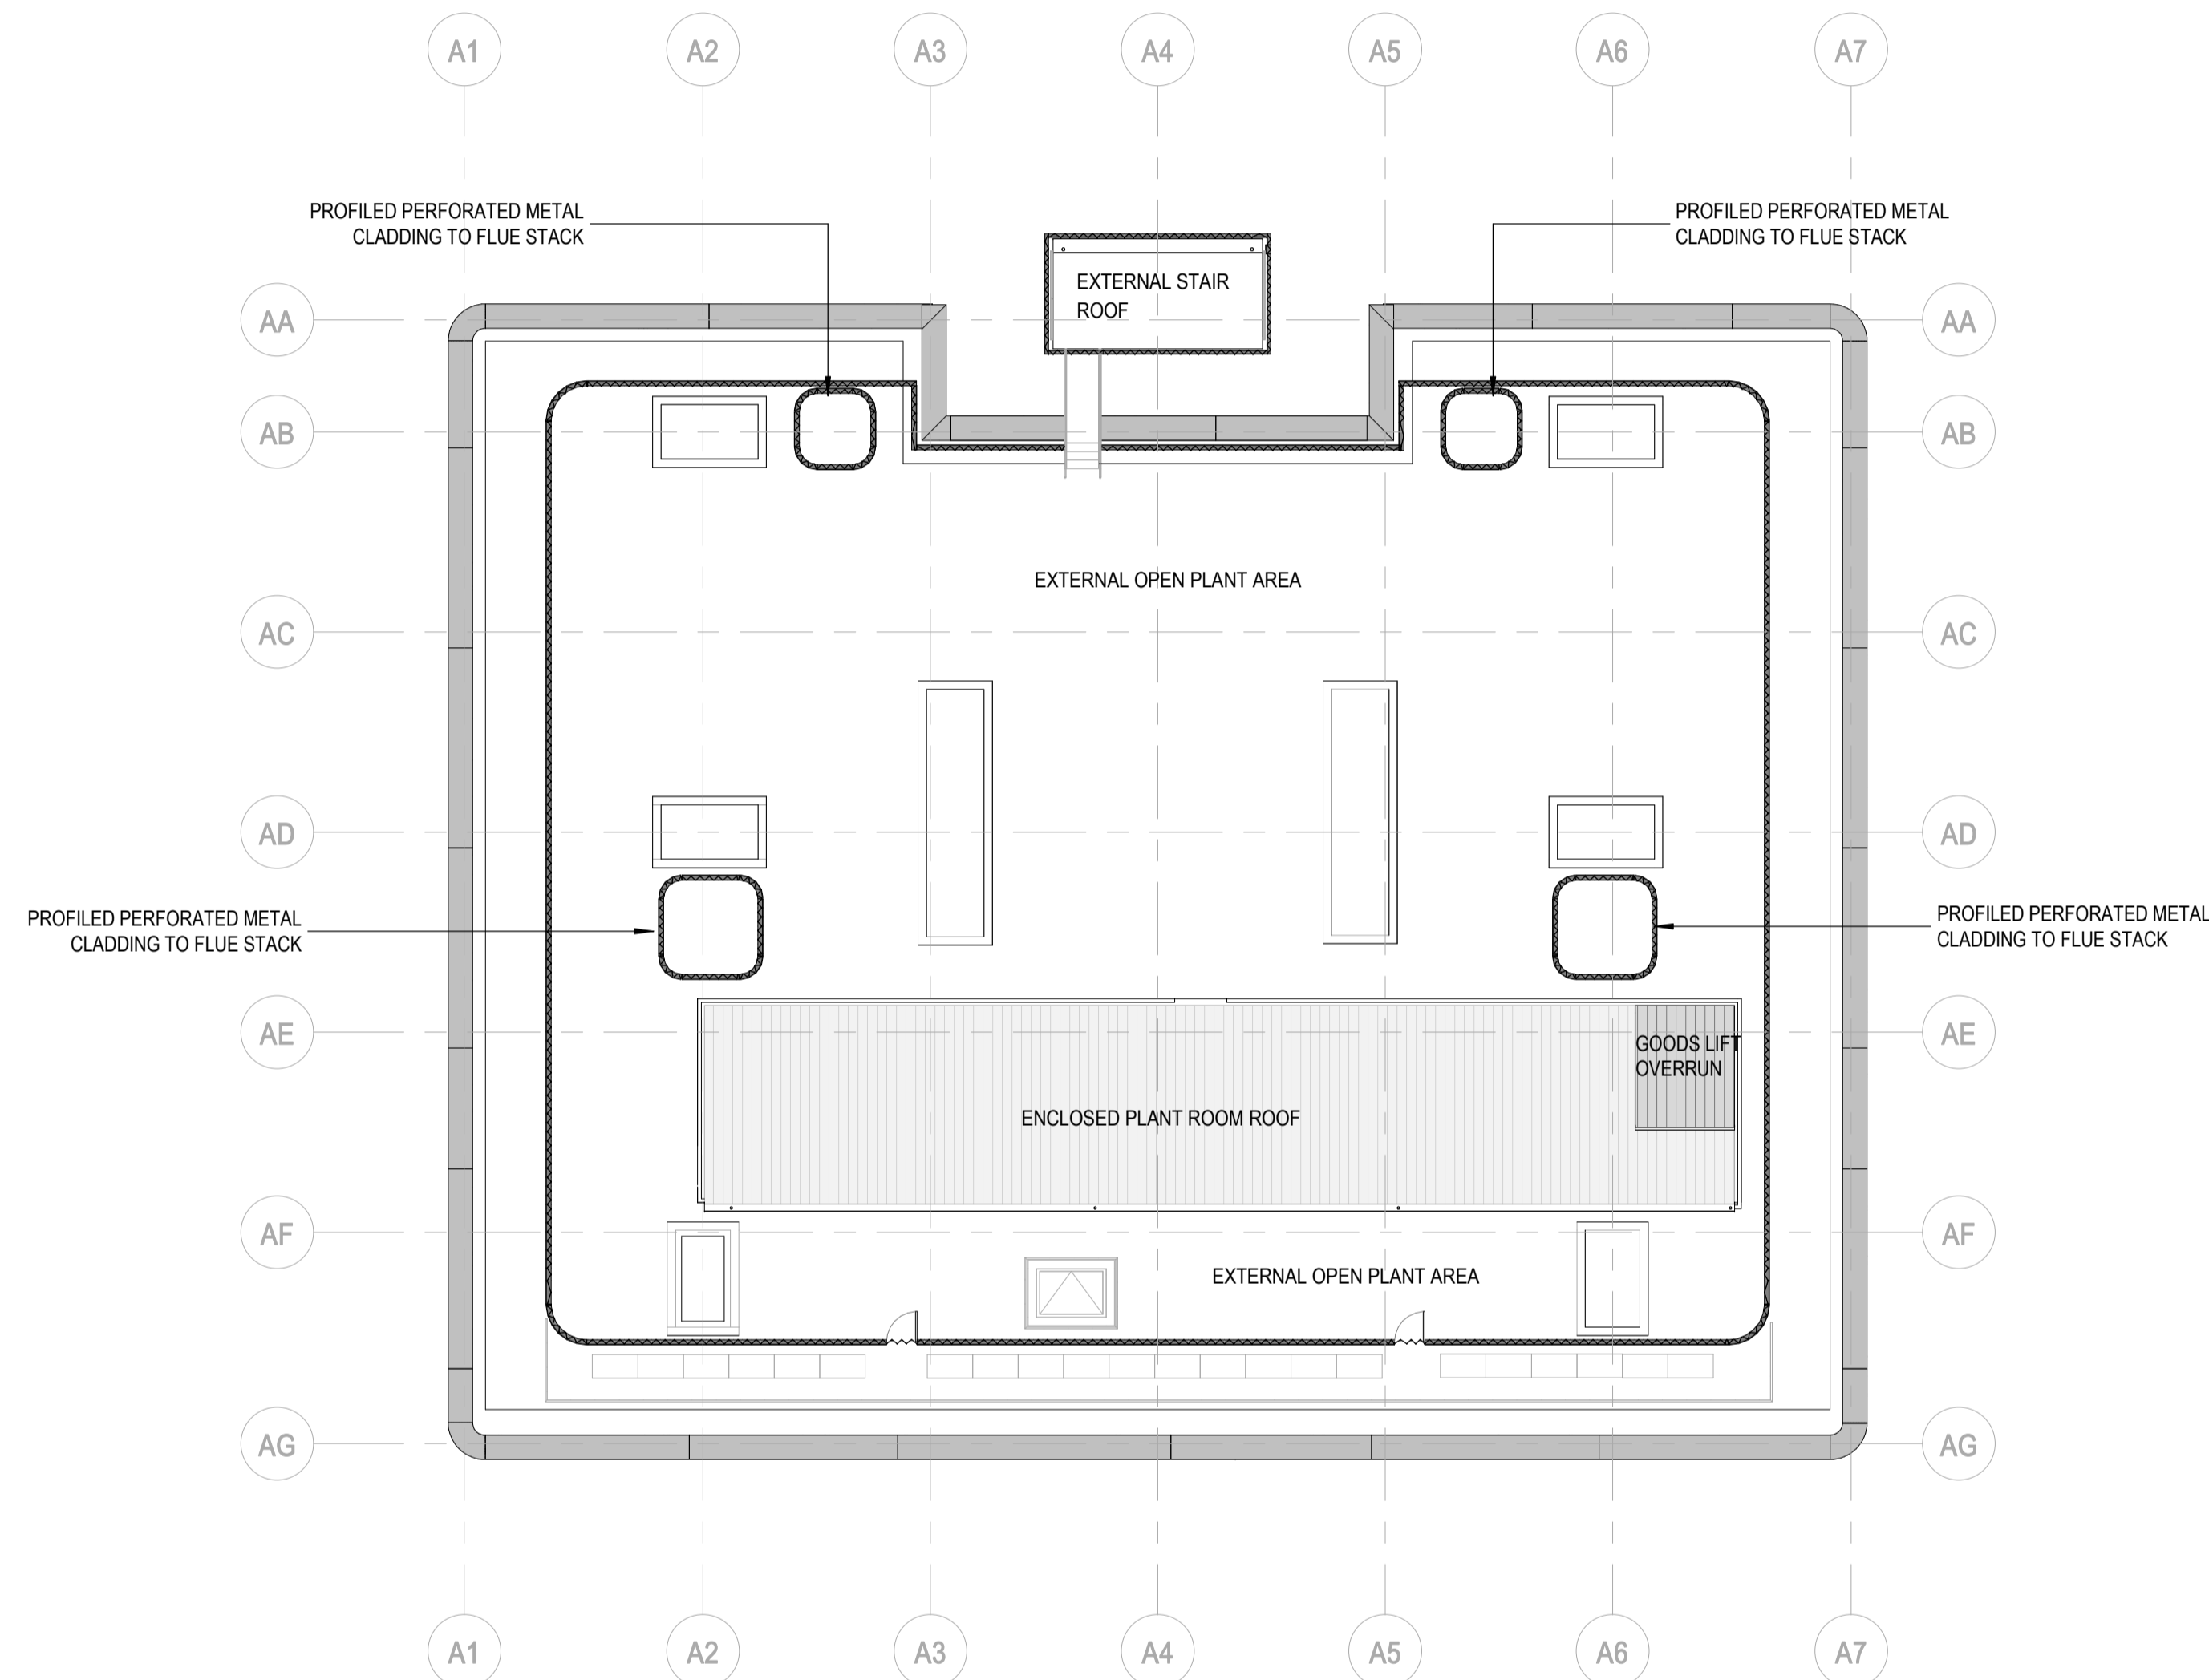 A1
A2
A3
A4
A5
A6
A7
PROFILED PERFORATED METAL
CLADDING TO FLUE STACK
PROFILED PERFORATED METAL
CLADDING TO FLUE STACK
EXTERNAL STAIR
ROOF
AA
AA
AB
AB
EXTERNAL OPEN PLANT AREA
AC
AC
AD
AD
PROFILED PERFORATED METAL
CLADDING TO FLUE STACK
PROFILED PERFORATED METAL
CLADDING TO FLUE STACK
AE
AE
GOODS LIFT
OVERRUN
ENCLOSED PLANT ROOM ROOF
AF
AF
EXTERNAL OPEN PLANT AREA
AG
AG
A1
A2
A3
A4
A5
A6
A7